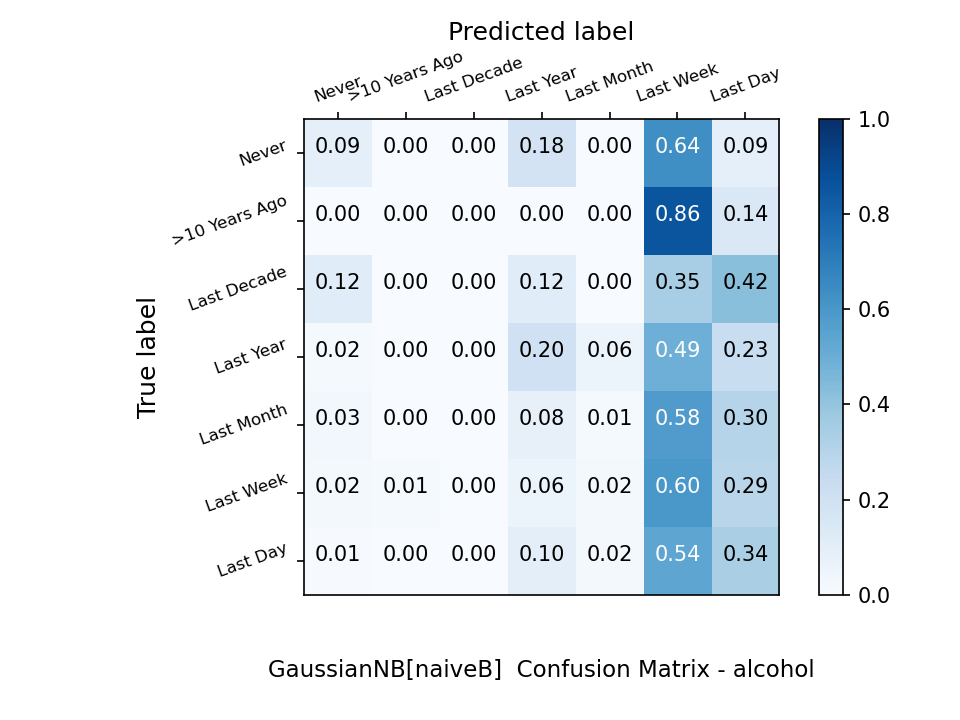 Predicted label
Never >10 Years Ago Last Decade Last Year Last Month Last Week Last Day
Never 0.09 0.00 0.00 0.18 0.00 0.64 0.09
>10 Years Ago 0.00 0.00 0.00 0.00 0.00 0.86 0.14
Last Decade 0.12 0.00 0.00 0.12 0.00 0.35 0.42
Last Year 0.02 0.00 0.00 0.20 0.06 0.49 0.23
Last Month 0.03 0.00 0.00 0.08 0.01 0.58 0.30
Last Week 0.02 0.01 0.00 0.06 0.02 0.60 0.29
Last Day 0.01 0.00 0.00 0.10 0.02 0.54 0.34
True label
1.0
0.8
0.6
0.4
0.2
0.0
GaussianNB[naiveB]  Confusion Matrix - alcohol